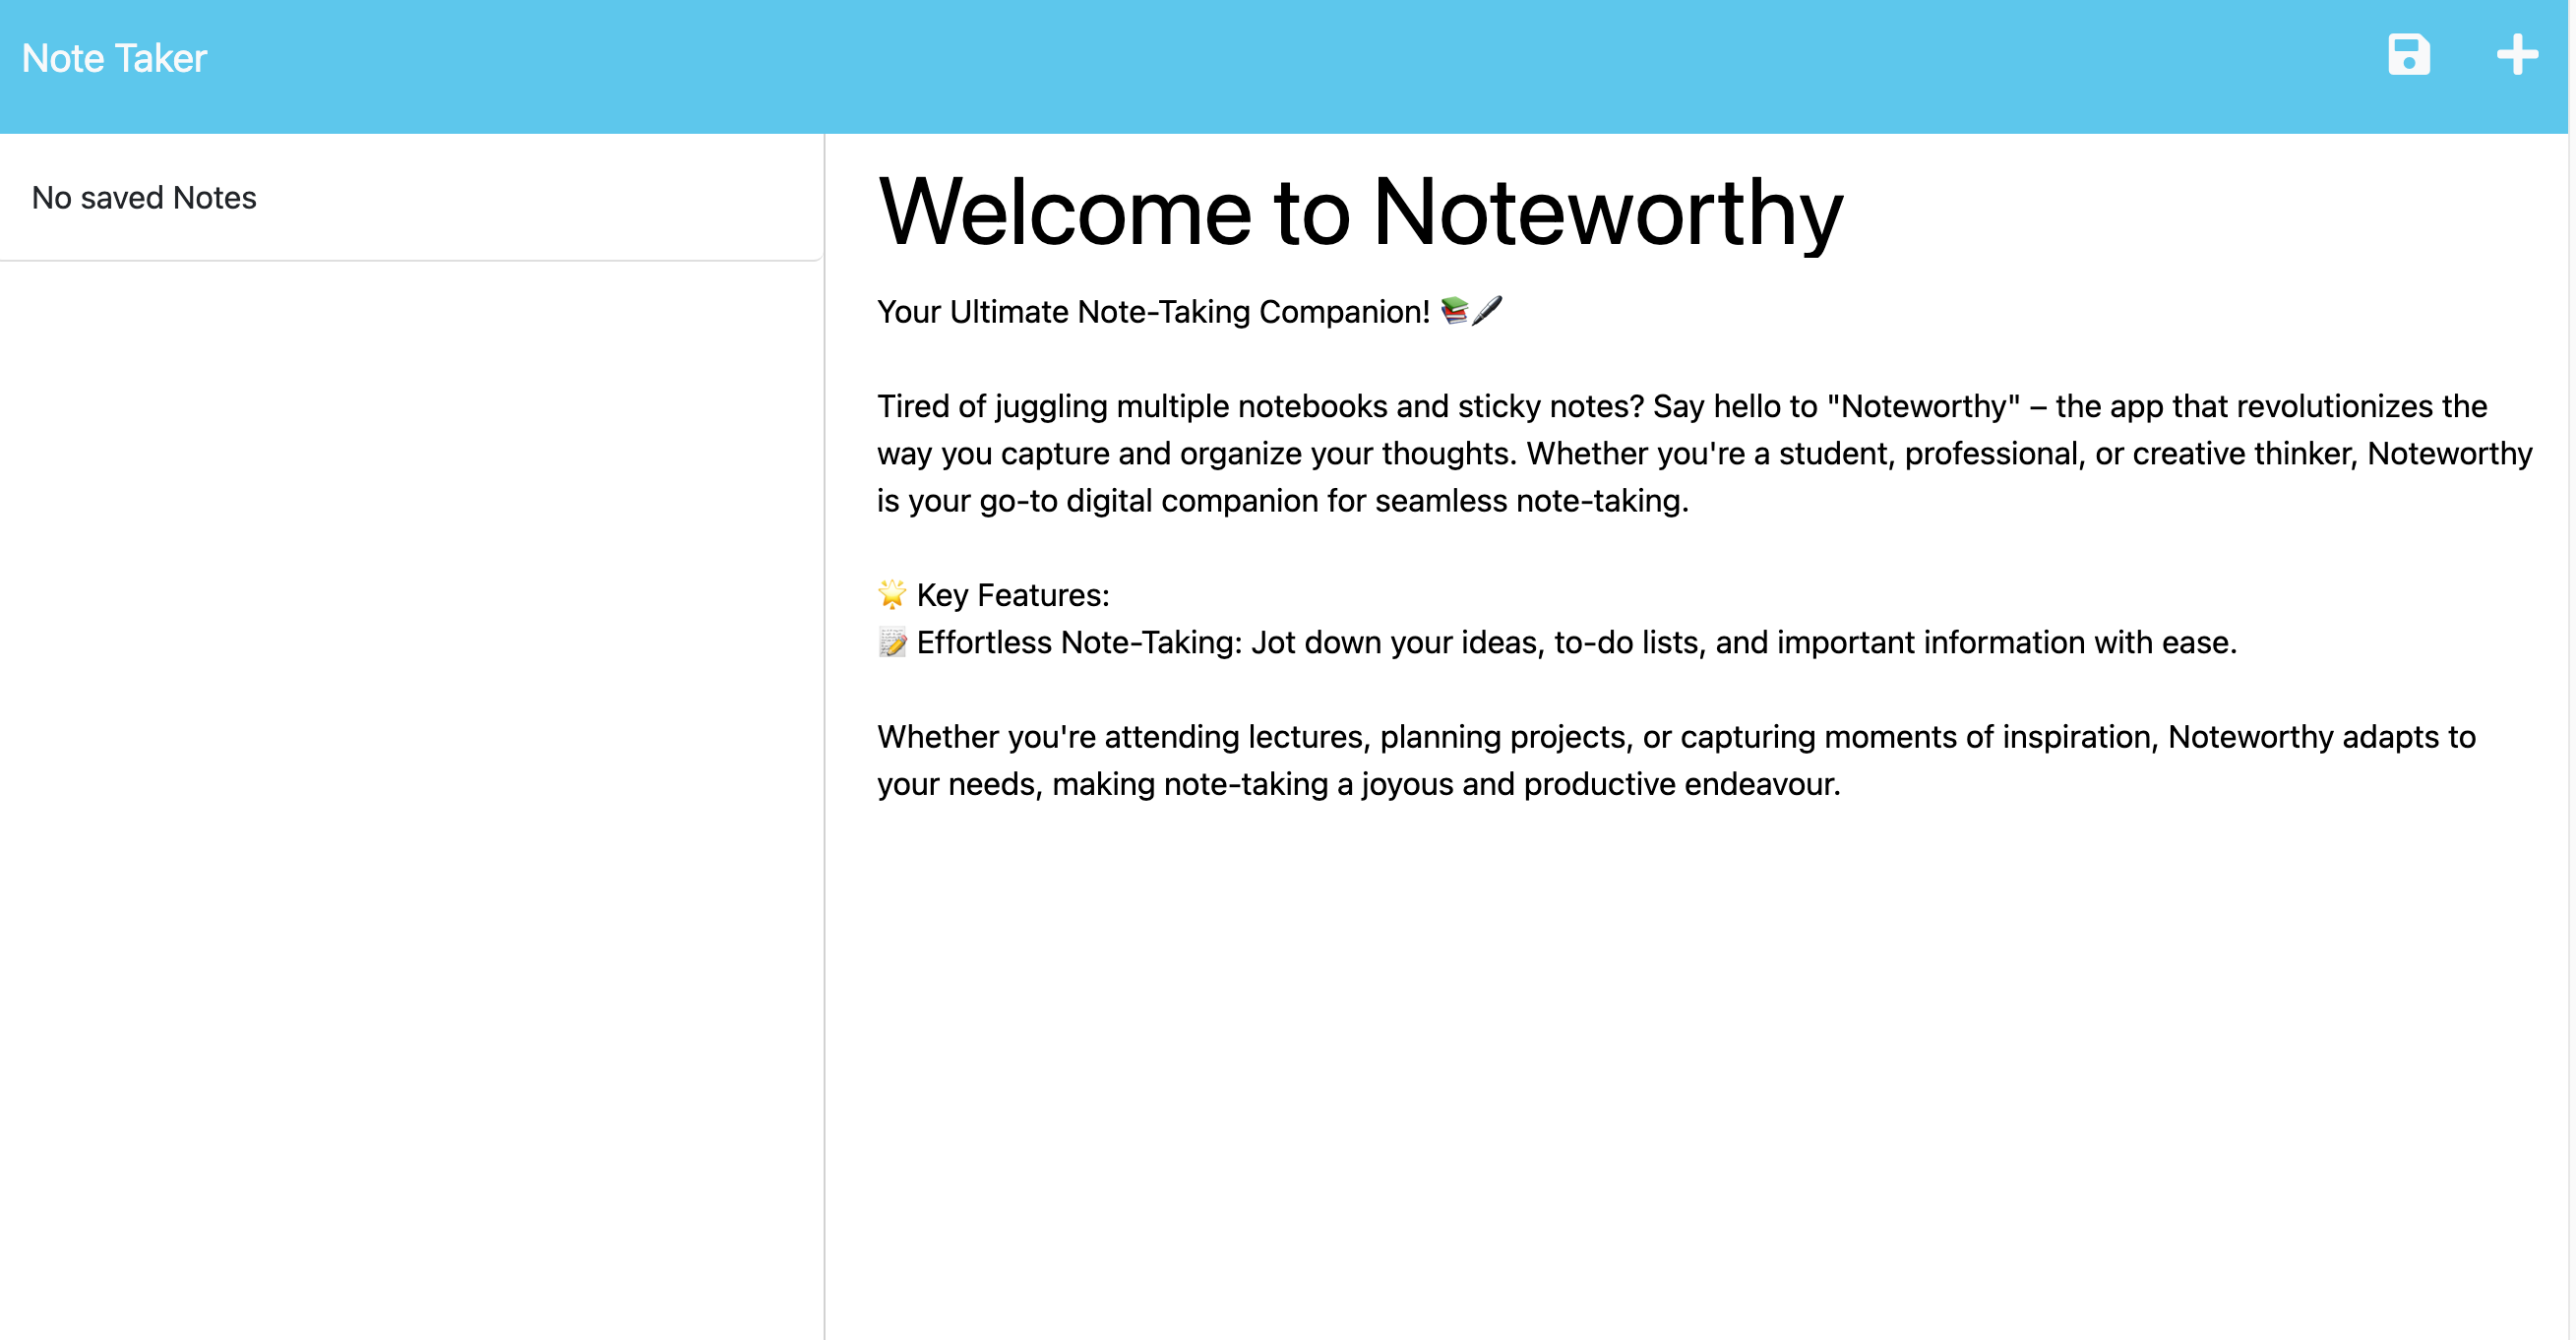 Note Taker
No saved Notes
Welcome to Noteworthy
Your Ultimate Note-Taking Companion! 📚🖋️
Tired of juggling multiple notebooks and sticky notes? Say hello to "Noteworthy" – the app that revolutionizes the
way you capture and organize your thoughts. Whether you're a student, professional, or creative thinker, Noteworthy
is your go-to digital companion for seamless note-taking.
🌟 Key Features:
📝 Effortless Note-Taking: Jot down your ideas, to-do lists, and important information with ease.
Whether you're attending lectures, planning projects, or capturing moments of inspiration, Noteworthy adapts to
your needs, making note-taking a joyous and productive endeavour.